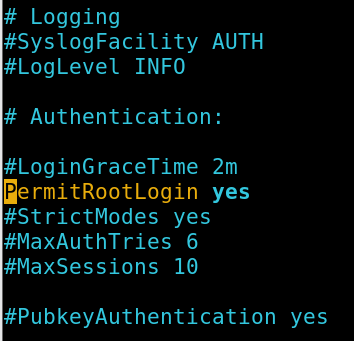 # Logging
#SyslogFacility AUTH
#LogLevel INFO
# Authentication:
#LoginGraceTime 2m
PermitRootLogin yes
#StrictModes yes
#MaxAuthTries 6
#MaxSessions 10
#PubkeyAuthentication yes